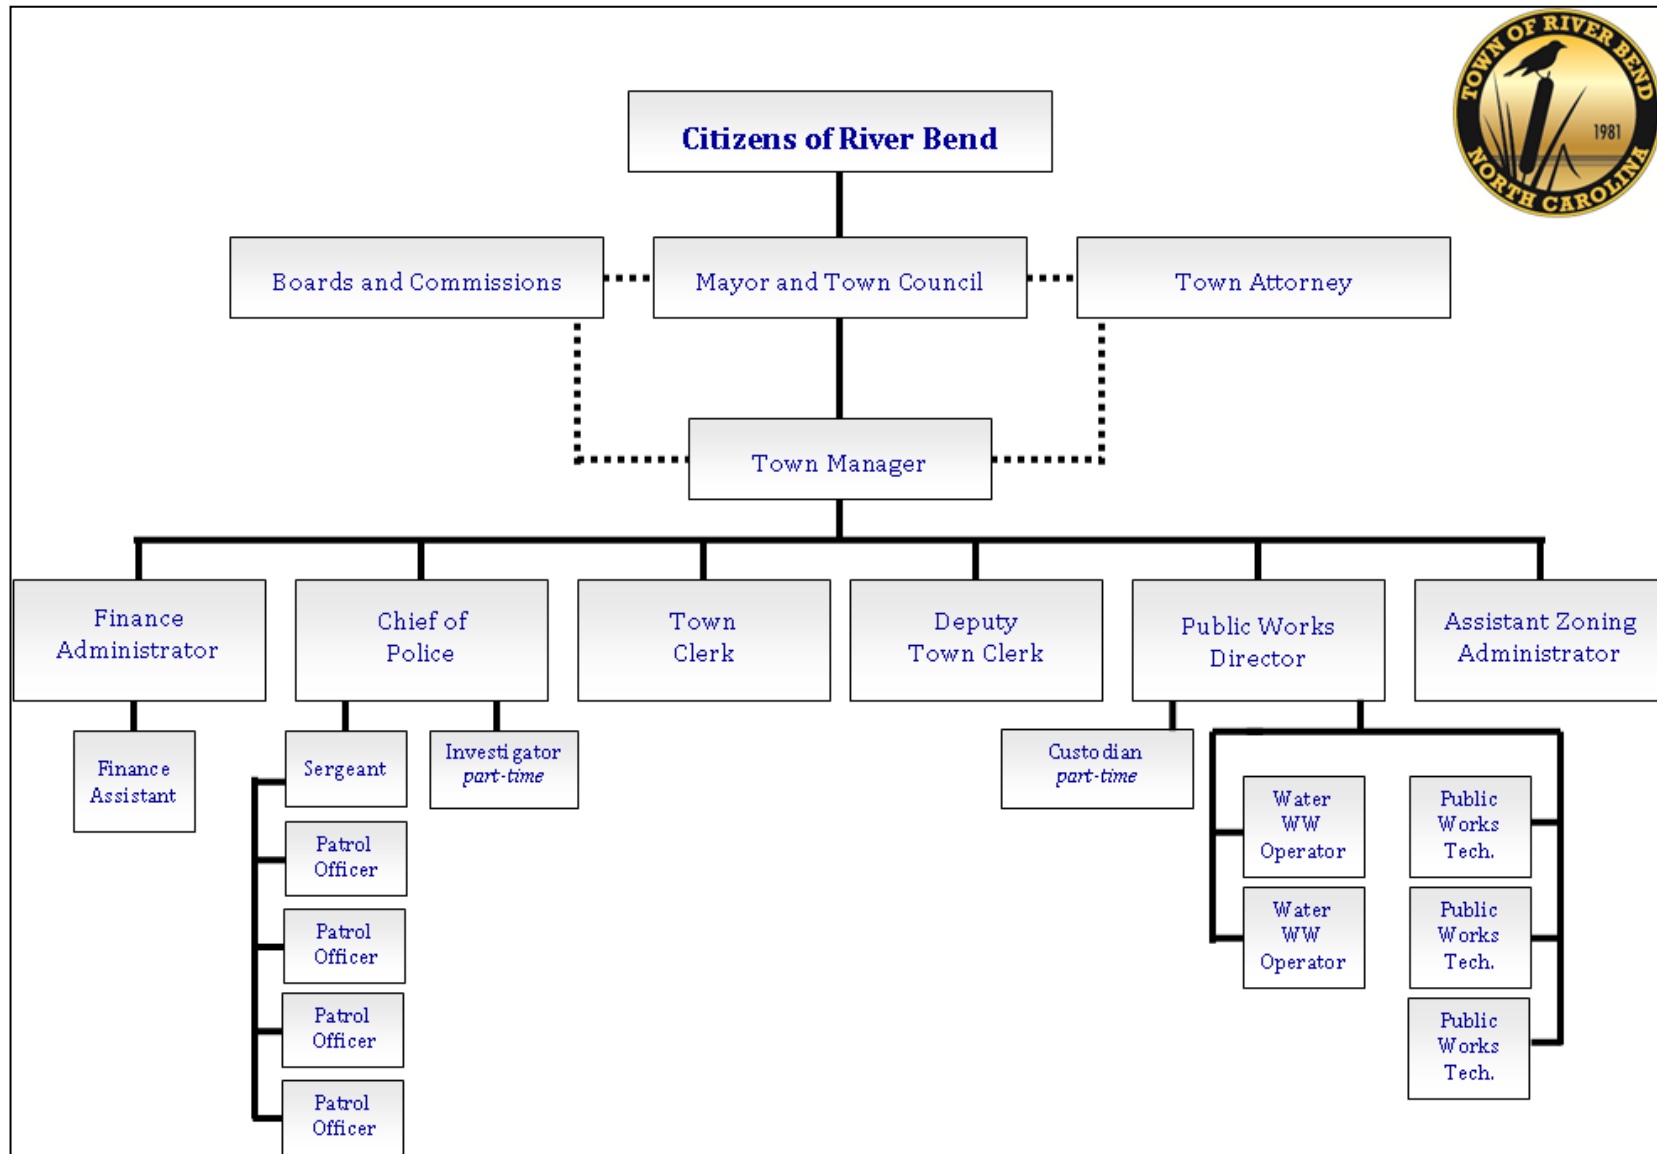 TOWN OF RIVER BEND
1981
NORTH CAROLINA
Citizens of River Bend
Boards and Commissions
Mayor and Town Council
Town Attorney
Town Manager
Finance
Administrator
Chief of
Police
Town
Clerk
Deputy
Town Clerk
Public Works
Director
Assistant Zoning
Administrator
Finance
Assistant
Sergeant
Investigator
part-time
Custodian
part-time
Patrol
Officer
Patrol
Officer
Patrol
Officer
Patrol
Officer
Water
WW
Operator
Water
WW
Operator
Public
Works
Tech.
Public
Works
Tech.
Public
Works
Tech.